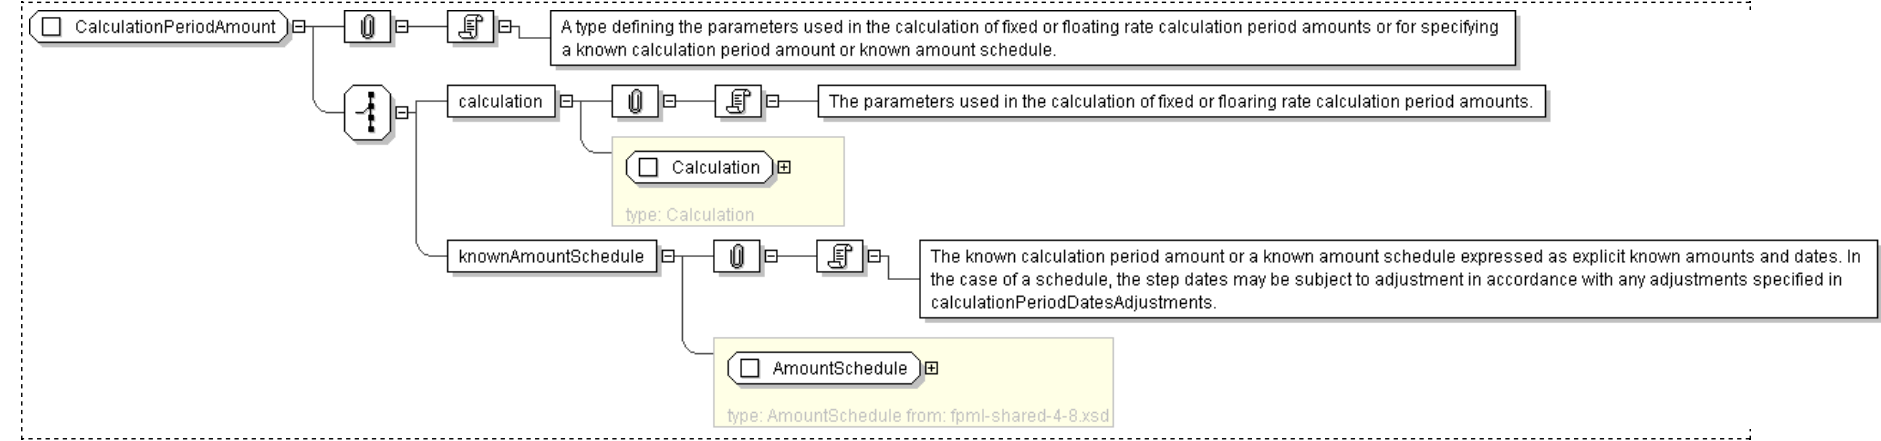 CalculationPeriodAmount
A type defining the parameters used in the calculation of fixed or floating rate calculation period amounts or for specifying
a known calculation period amount or known amount schedule.
calculation
The parameters used in the calculation of fixed or floaring rate calculation period amounts.
Calculation
type: Calculation
knownAmountSchedule
The known calculation period amount or a known amount schedule expressed as explicit known amounts and dates. In
the case of a schedule, the step dates may be subject to adjustment in accordance with any adjustments specified in
calculationPeriodDatesAdjustments.
AmountSchedule
type: AmountSchedule from: fpml-shared-4-8.xsd